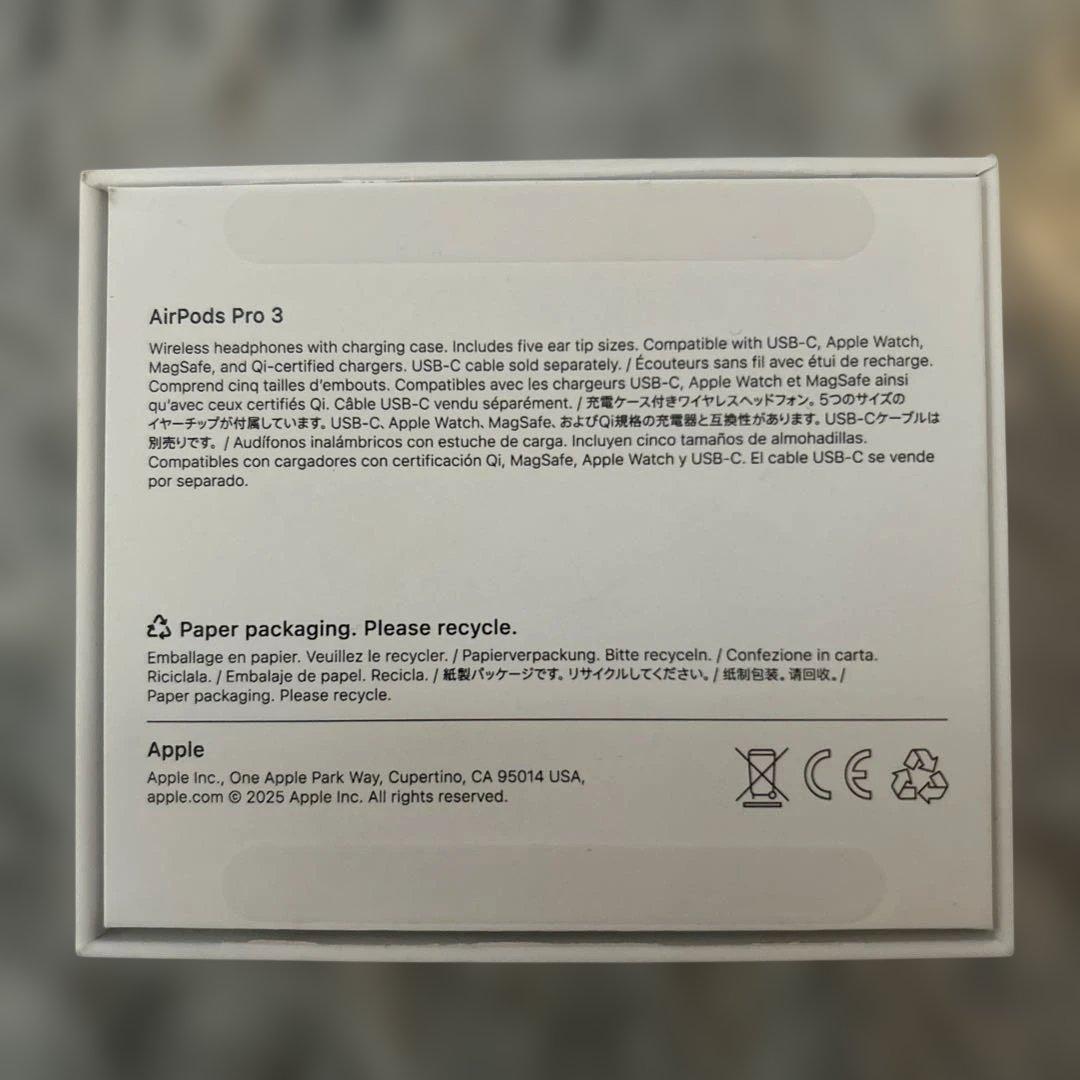 AirPods Pro 3
Wireless headphones with charging case. Includes five ear tip sizes. Compatible with USB-C, Apple Watch,
MagSafe, and Qi-certified chargers. USB-C cable sold separately. / Écouteurs sans fil avec étui de recharge.
Comprend cinq tailles d'embouts. Compatibles avec les chargeurs USB-C, Apple Watch et MagSafe ainsi
qu'avec ceux certifiés Qi. Câble USB-C vendu séparément. / 充電ケース付きワイヤレスヘッドフォン。5つのサイズの
イヤーチップが付属しています。USB-C、Apple Watch、MagSafe、およびQi規格の充電器と互換性があります。USB-Cケーブルは
別売りです。 / Audífonos inalámbricos con estuche de carga. Incluyen cinco tamaños de almohadillas.
Compatibles con cargadores con certificación Qi, MagSafe, Apple Watch y USB-C. El cable USB-C se vende
por separado.
Paper packaging. Please recycle.
Emballage en papier. Veuillez le recycler. / Papierverpackung. Bitte recyceln. / Confezione in carta.
Riciclala. / Embalaje de papel. Recicla. / 紙製パッケージです。リサイクルしてください。/ 纸制包装。请回收。/
Paper packaging. Please recycle.
Apple
Apple Inc., One Apple Park Way, Cupertino, CA 95014 USA,
apple.com © 2025 Apple Inc. All rights reserved.
CE